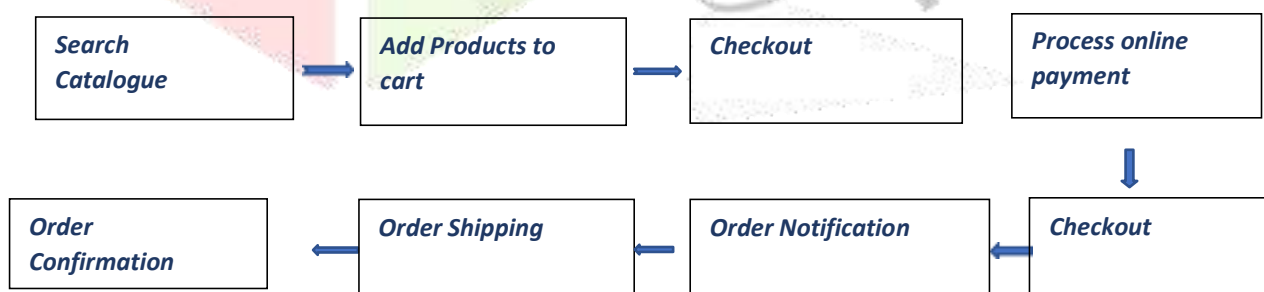 Search
Catalogue
Add Products to
cart
Checkout
Process online
payment
Order
Confirmation
Order Shipping
Order Notification
Checkout